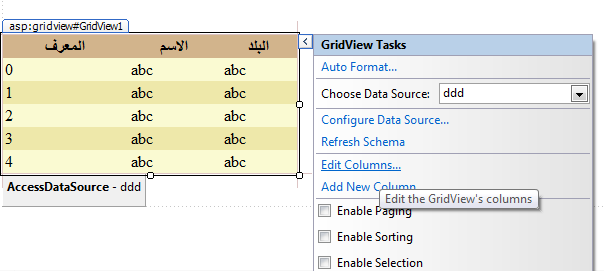 asp:gridview#GridView1
المعرف الاسم البلد
0 abc abc
1 abc abc
2 abc abc
3 abc abc
4 abc abc
AccessDataSource - ddd
GridView Tasks
Auto Format...
Choose Data Source: ddd
Configure Data Source...
Refresh Schema
Edit Columns...
Add New Column
Edit the GridView's columns
Enable Paging
Enable Sorting
Enable Selection